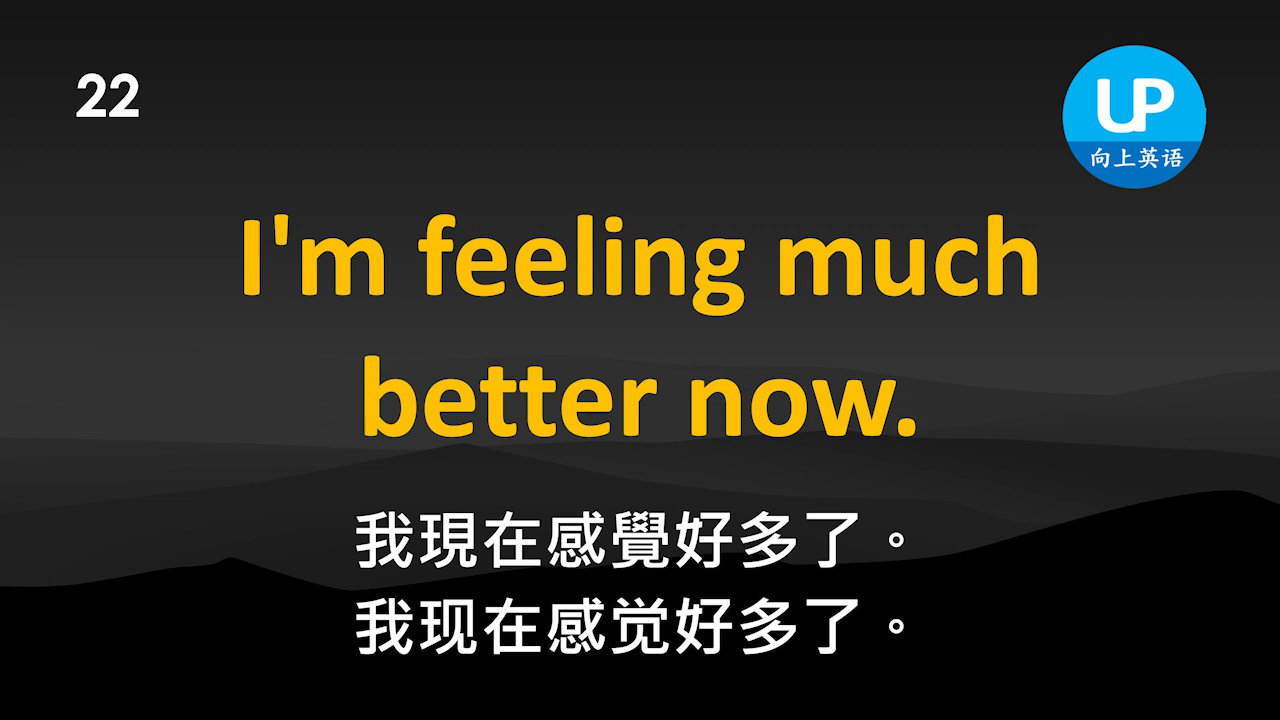 22
UP
向上英语
I'm feeling much
better now.
我現在感覺好多了。
我现在感觉好多了。